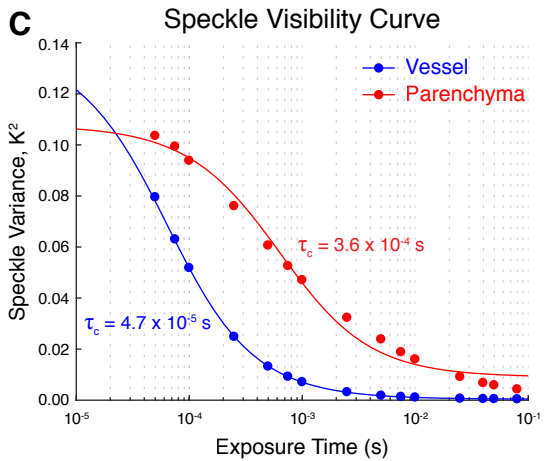 C
Speckle Visibility Curve
0.14
0.12
0.10
0.08
0.06
0.04
0.02
0.00
Speckle Variance, K²
Vessel
Parenchyma
τc = 3.6 x 10⁻⁴ s
τc = 4.7 x 10⁻⁵ s
10⁻⁵ 10⁻⁴ 10⁻³ 10⁻² 10⁻¹
Exposure Time (s)